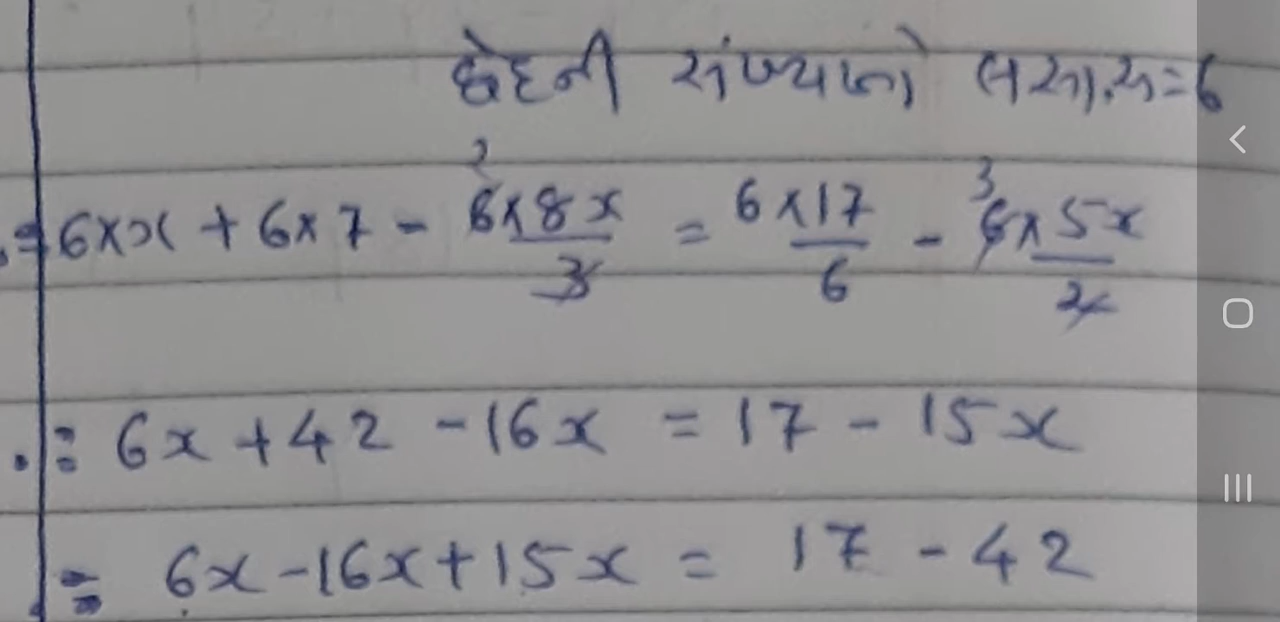 છેદની સંખ્યાનો લ.સા.અ.=6
∴ = 6×x + 6×7 - 6×8x/3 = 6×17/6 - 6×5x/2
∴ = 6x + 42 - 16x = 17 - 15x
= 6x - 16x + 15x = 17 - 42